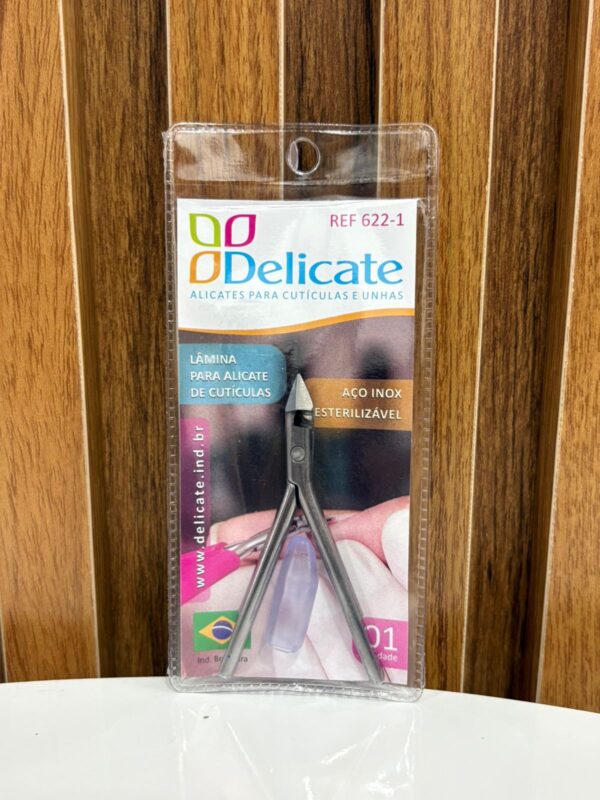 REF 622-1
Delicate
ALICATES PARA CUTÍCULAS E UNHAS
LÂMINA
PARA ALICATE
DE CUTÍCULAS
AÇO INOX
ESTERILIZÁVEL
www.delicate.ind.br
01
Ind.